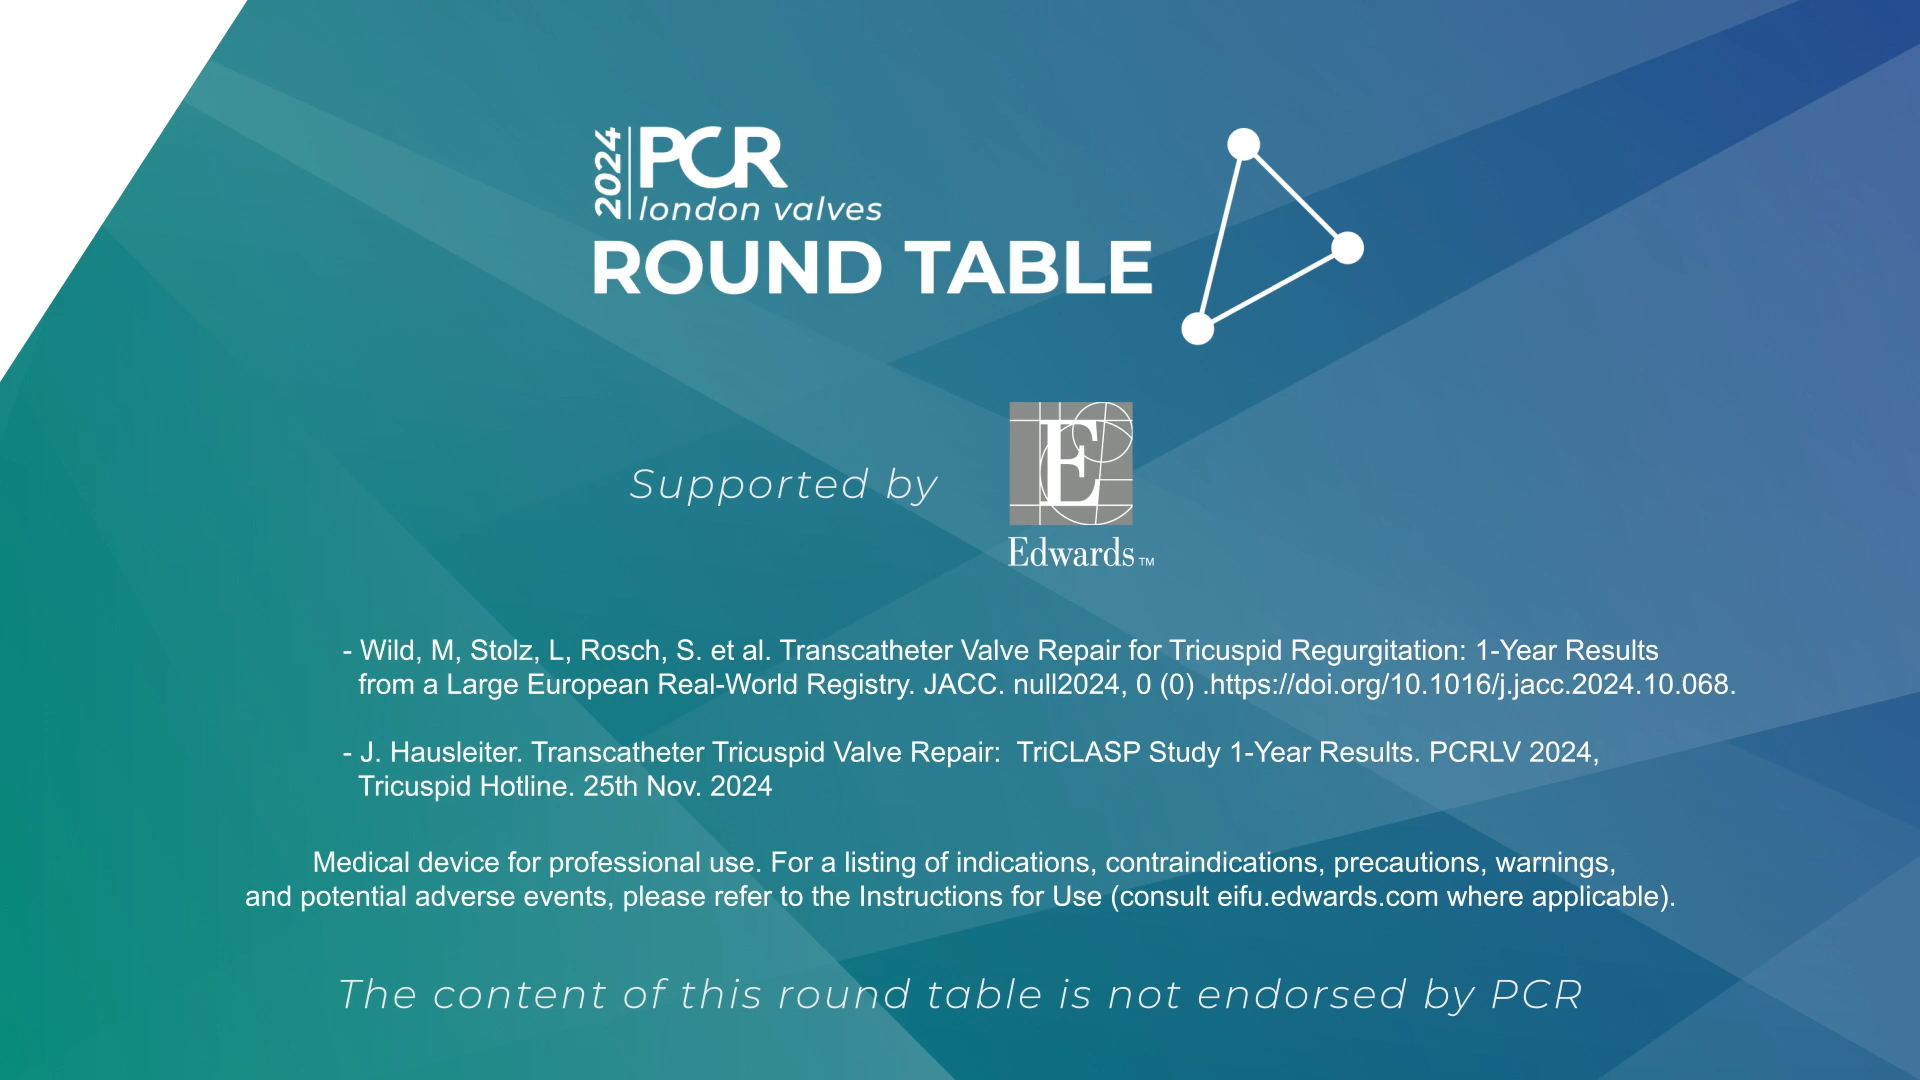 2024
PCR
london valves
ROUND TABLE
Supported by
E
Edwards™
- Wild, M, Stolz, L, Rosch, S. et al. Transcatheter Valve Repair for Tricuspid Regurgitation: 1-Year Results
from a Large European Real-World Registry. JACC. null2024, 0 (0) .https://doi.org/10.1016/j.jacc.2024.10.068.
- J. Hausleiter. Transcatheter Tricuspid Valve Repair:  TriCLASP Study 1-Year Results. PCRLV 2024,
Tricuspid Hotline. 25th Nov. 2024
Medical device for professional use. For a listing of indications, contraindications, precautions, warnings,
and potential adverse events, please refer to the Instructions for Use (consult eifu.edwards.com where applicable).
The content of this round table is not endorsed by PCR